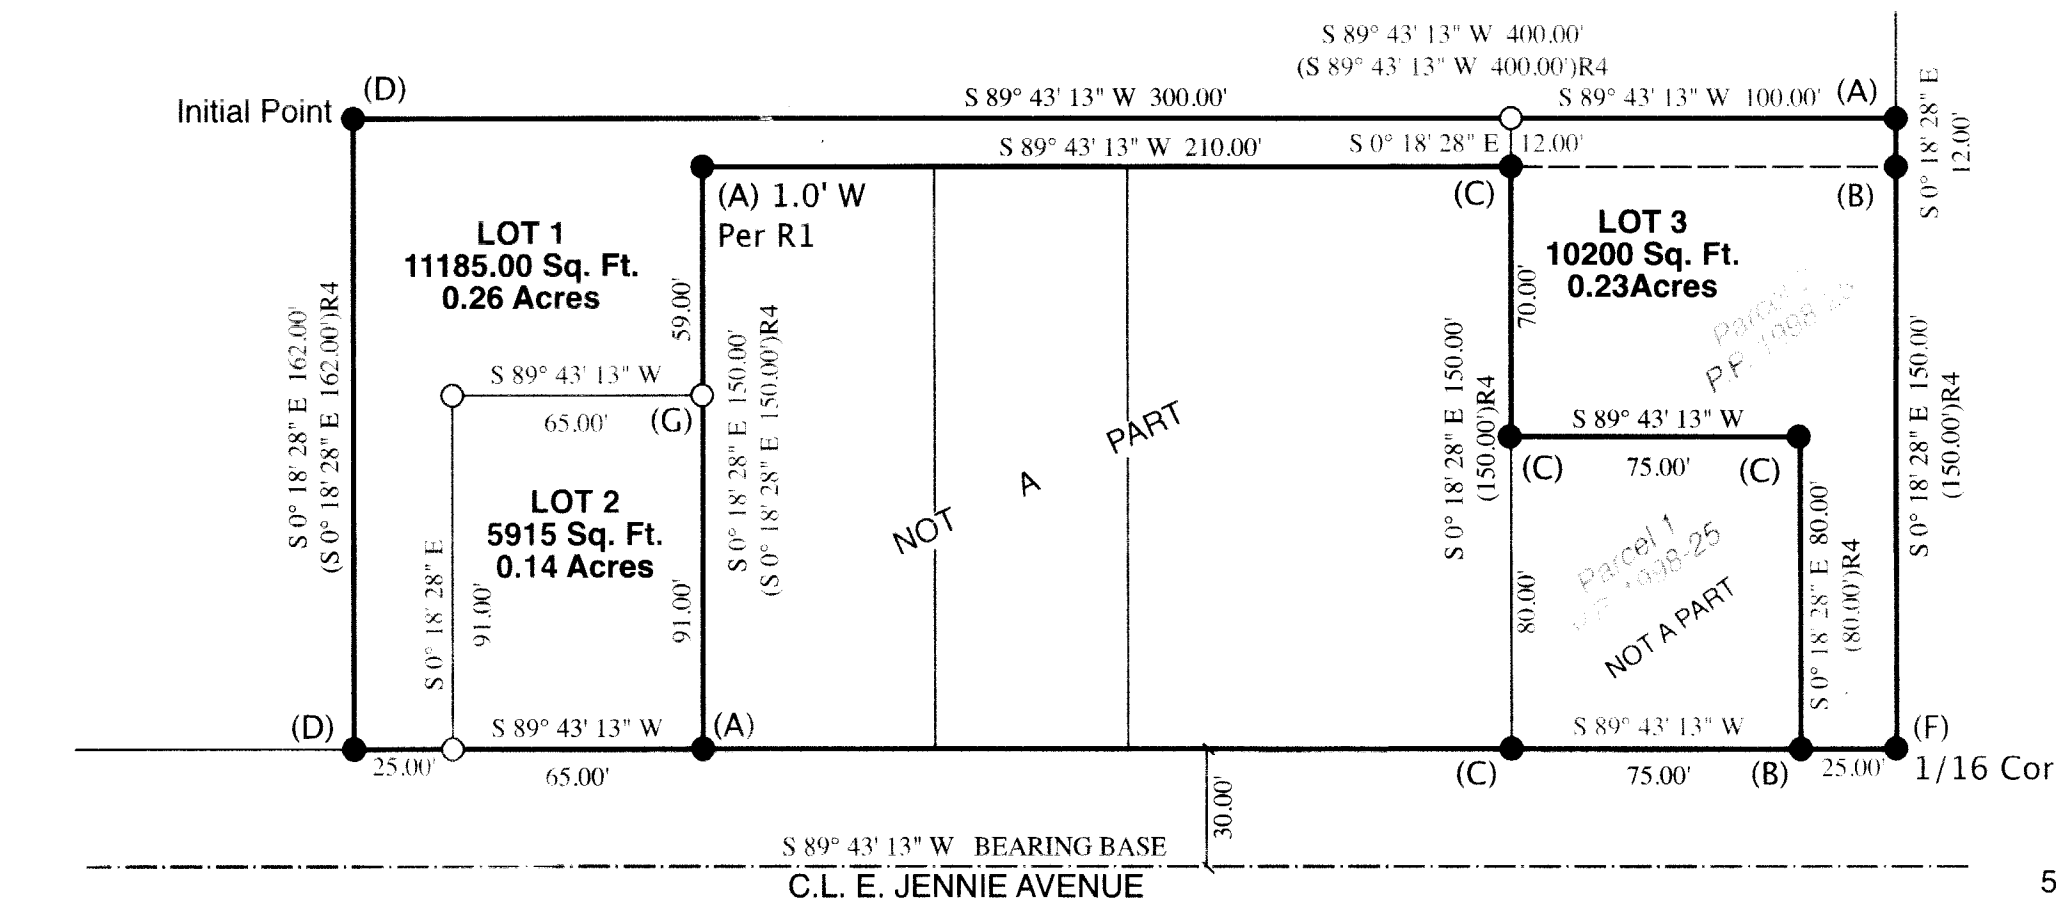 S 89° 43' 13" W 400.00'
(S 89° 43' 13" W 400.00')R4
(D)
Initial Point
S 89° 43' 13" W 300.00'
S 89° 43' 13" W 100.00'
(A)
S 0° 18' 28" E
12.00'
S 89° 43' 13" W 210.00'
S 0° 18' 28" E 12.00'
(A) 1.0' W
Per R1
(C)
(B)
LOT 1
11185.00 Sq. Ft.
0.26 Acres
LOT 3
10200 Sq. Ft.
0.23Acres
Parcel
P.P. 1998-25
S 0° 18' 28" E 162.00'
(S 0° 18' 28" E 162.00')R4
59.00'
S 0° 18' 28" E 150.00'
(S 0° 18' 28" E 150.00')R4
70.00'
S 0° 18' 28" E 150.00'
(150.00')R4
S 0° 18' 28" E 150.00'
(150.00')R4
S 89° 43' 13" W
65.00'
(G)
S 89° 43' 13" W
75.00'
(C)
(C)
NOT A PART
LOT 2
5915 Sq. Ft.
0.14 Acres
S 0° 18' 28" E
91.00'
91.00'
Parcel 1
1998-25
NOT A PART
80.00'
S 0° 18' 28" E 80.00'
(80.00')R4
(D)
S 89° 43' 13" W
(A)
S 89° 43' 13" W
(F)
25.00'
65.00'
(C)
75.00'
(B)
25.00'
1/16 Cor
30.00'
S 89° 43' 13" W BEARING BASE
C.L. E. JENNIE AVENUE
5